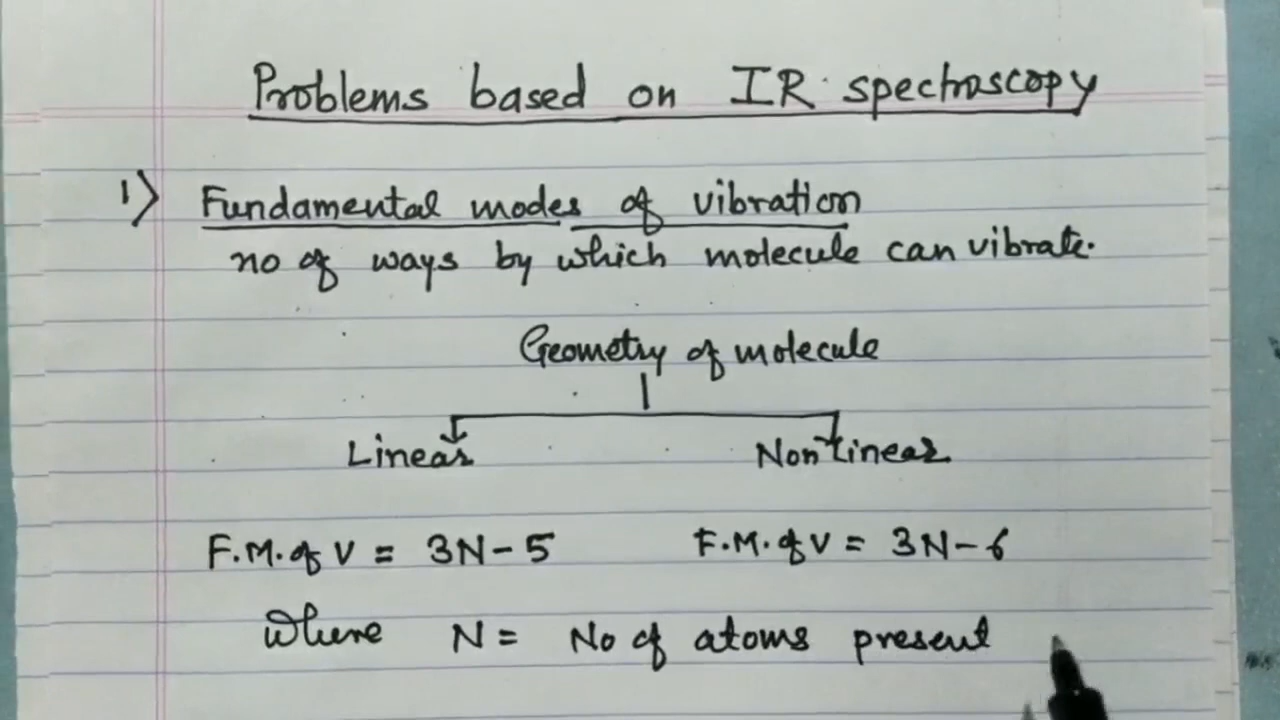 Problems based on IR spectroscopy
1) Fundamental modes of vibration
no of ways by which molecule can vibrate.
Geometry of molecule
Linear Non Linear
F.M. of V = 3N-5 F.M. of V = 3N-6
Where N = No of atoms present